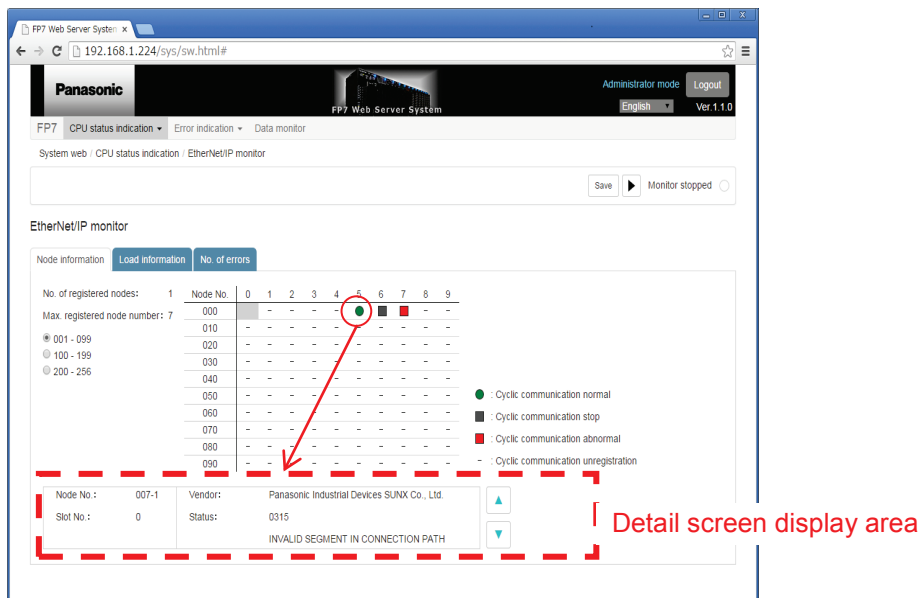 FP7 Web Server System ×
192.168.1.224/sys/sw.html#
Panasonic
FP7 Web Server System
Administrator mode Logout
English Ver.1.1.0
FP7 CPU status indication Error indication Data monitor
System web / CPU status indication / EtherNet/IP monitor
Save Monitor stopped
EtherNet/IP monitor
Node information Load information No. of errors
No. of registered nodes: 1
Max. registered node number: 7
001 - 099
100 - 199
200 - 256
Node No. 0 1 2 3 4 5 6 7 8 9
000 - - - - - -
010 - - - - - - - - - -
020 - - - - - - - - - -
030 - - - - - - - - - -
040 - - - - - - - - - -
050 - - - - - - - - - -
060 - - - - - - - - - -
070 - - - - - - - - - -
080 - - - - - - - - - -
090 - - - - - - - - - -
: Cyclic communication normal
: Cyclic communication stop
: Cyclic communication abnormal
- : Cyclic communication unregistration
Node No.: 007-1 Vendor: Panasonic Industrial Devices SUNX Co., Ltd.
Slot No.: 0 Status: 0315
INVALID SEGMENT IN CONNECTION PATH
Detail screen display area